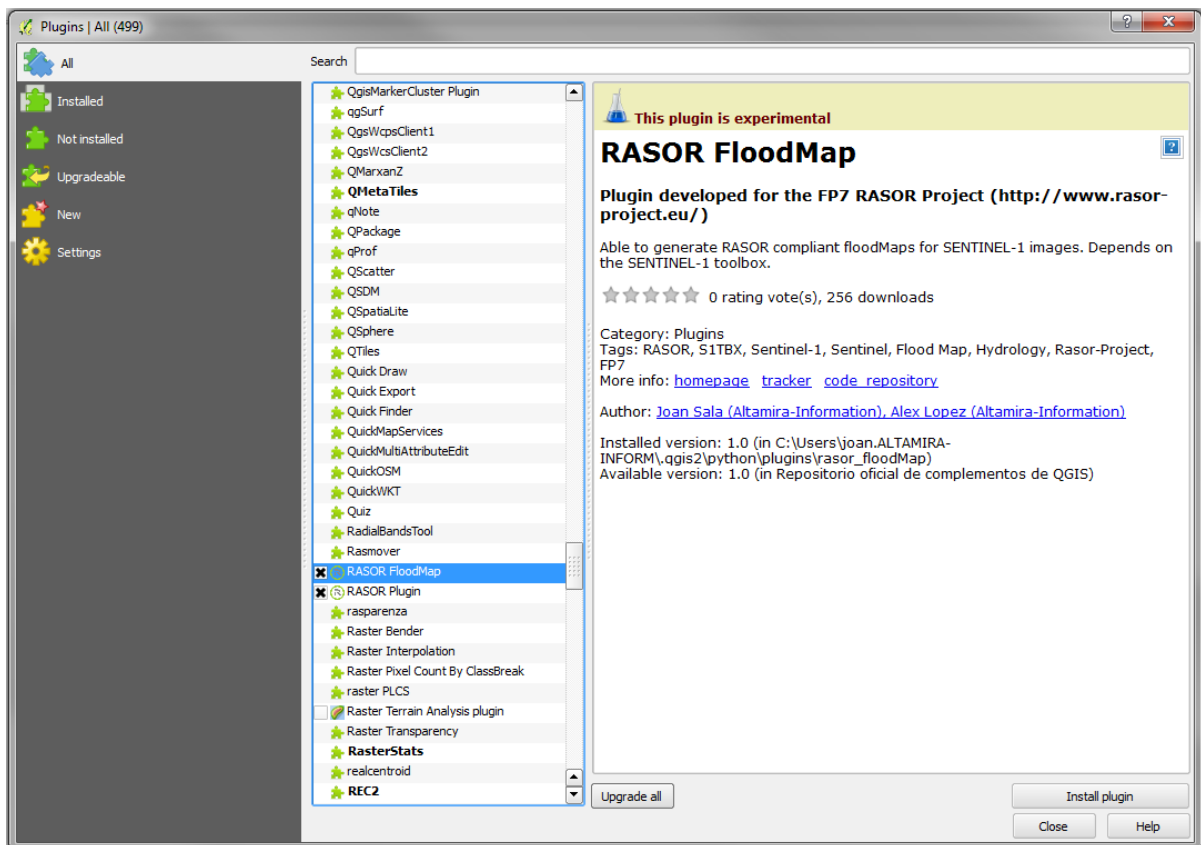 Plugins | All (499)
All
Installed
Not installed
Upgradeable
New
Settings
Search
QgisMarkerCluster Plugin
qgSurf
QgsWcpsClient1
QgsWcsClient2
QMarxanZ
QMetaTiles
qNote
QPackage
qProf
QScatter
QSDM
QSpatiaLite
QSphere
QTiles
Quick Draw
Quick Export
Quick Finder
QuickMapServices
QuickMultiAttributeEdit
QuickOSM
QuickWKT
Quiz
RadialBandsTool
Rasmover
RASOR FloodMap
RASOR Plugin
rasparenza
Raster Bender
Raster Interpolation
Raster Pixel Count By ClassBreak
raster PLCS
Raster Terrain Analysis plugin
Raster Transparency
RasterStats
realcentroid
REC2
This plugin is experimental
RASOR FloodMap
Plugin developed for the FP7 RASOR Project (http://www.rasor-
project.eu/)
Able to generate RASOR compliant floodMaps for SENTINEL-1 images. Depends on
the SENTINEL-1 toolbox.
0 rating vote(s), 256 downloads
Category: Plugins
Tags: RASOR, S1TBX, Sentinel-1, Sentinel, Flood Map, Hydrology, Rasor-Project,
FP7
More info: homepage tracker code repository
Author: Joan Sala (Altamira-Information), Alex Lopez (Altamira-Information)
Installed version: 1.0 (in C:\Users\joan.ALTAMIRA-
INFORM\.qgis2\python\plugins\rasor_floodMap)
Available version: 1.0 (in Repositorio oficial de complementos de QGIS)
Upgrade all
Install plugin
Close
Help